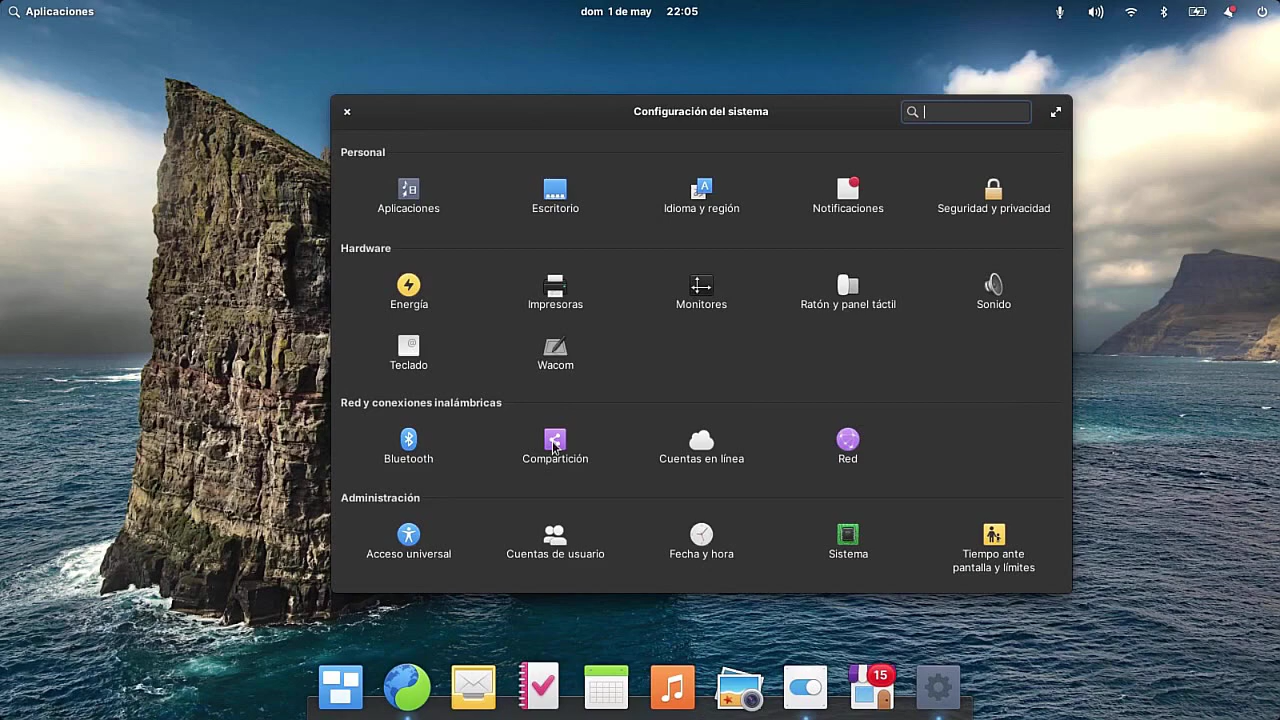 Aplicaciones
dom 1 de may 22:05
Configuración del sistema
Personal
Aplicaciones
Escritorio
Idioma y región
Notificaciones
Seguridad y privacidad
Hardware
Energía
Impresoras
Monitores
Ratón y panel táctil
Sonido
Teclado
Wacom
Red y conexiones inalámbricas
Bluetooth
Compartición
Cuentas en línea
Red
Administración
Acceso universal
Cuentas de usuario
Fecha y hora
Sistema
Tiempo ante
pantalla y límites
15